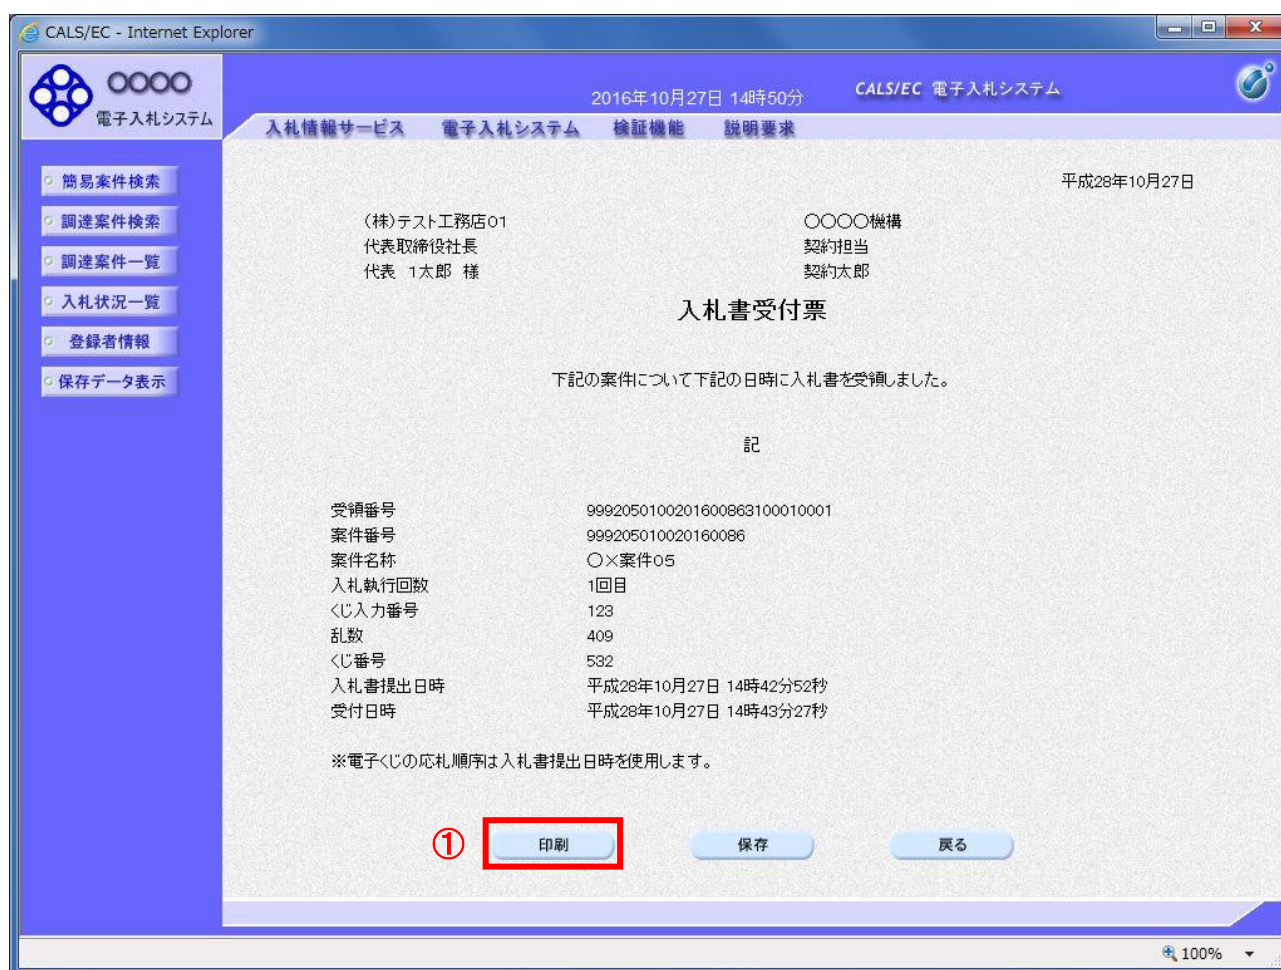 CALS/EC - Internet Explorer
〇〇〇〇
電子入札システム
2016年10月27日 14時50分
CALS/EC 電子入札システム
入札情報サービス 電子入札システム 検証機能 説明要求
簡易案件検索
調達案件検索
調達案件一覧
入札状況一覧
登録者情報
保存データ表示
平成28年10月27日
(株)テスト工務店01
代表取締役社長
代表 1太郎 様
〇〇〇〇機構
契約担当
契約太郎
入札書受付票
下記の案件について下記の日時に入札書を受領しました。
記
受領番号 9992050100201600863100010001
案件番号 999205010020160086
案件名称 〇×案件05
入札執行回数 1回目
くじ入力番号 123
乱数 409
くじ番号 532
入札書提出日時 平成28年10月27日 14時42分52秒
受付日時 平成28年10月27日 14時43分27秒
※電子くじの応札順序は入札書提出日時を使用します。
① 印刷 保存 戻る
100%